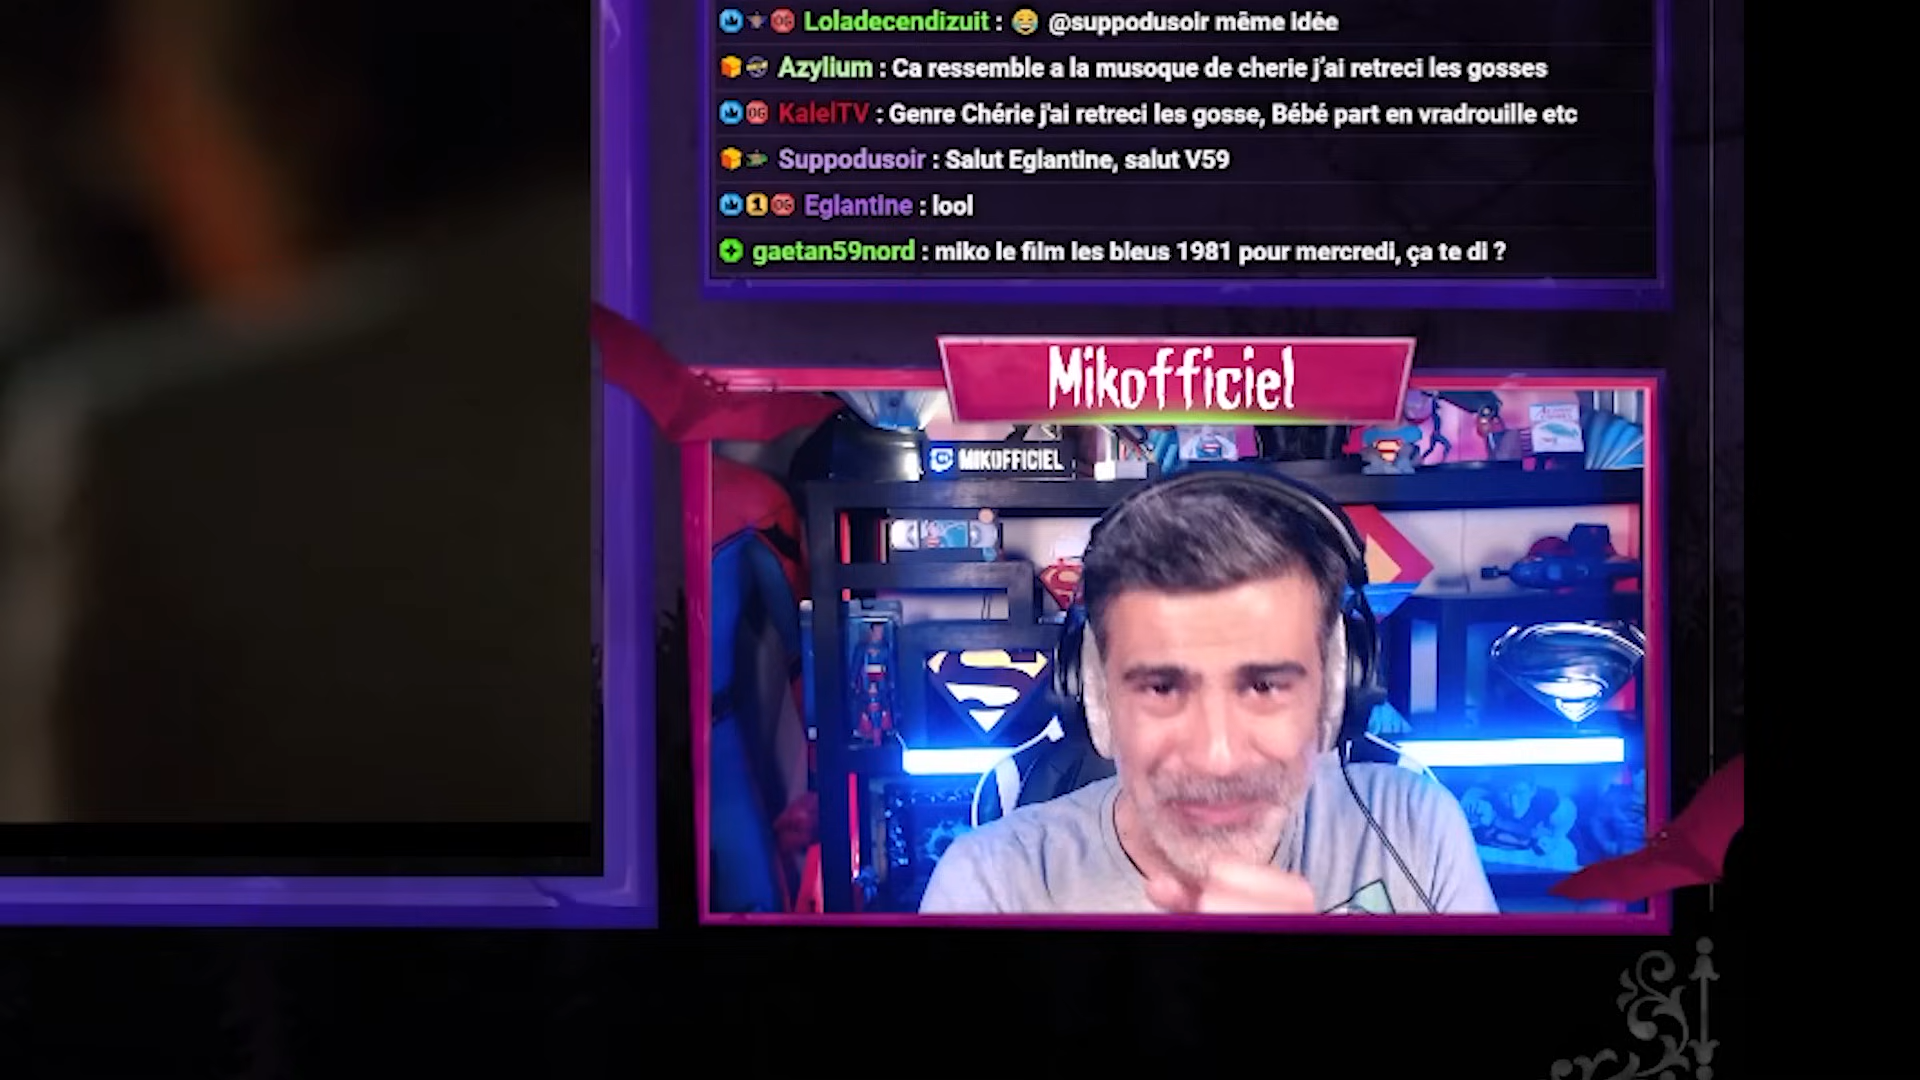 Loladecendizuit : 😂 @suppodusoir même idée
Azylium : Ca ressemble a la musoque de cherie j'ai retreci les gosses
KalelTV : Genre Chérie j'ai retreci les gosse, Bébé part en vradrouille etc
Suppodusoir : Salut Eglantine, salut V59
Eglantine : lool
gaetan59nord : miko le film les bleus 1981 pour mercredi, ça te di ?
Mikofficiel
MIKOFFICIEL